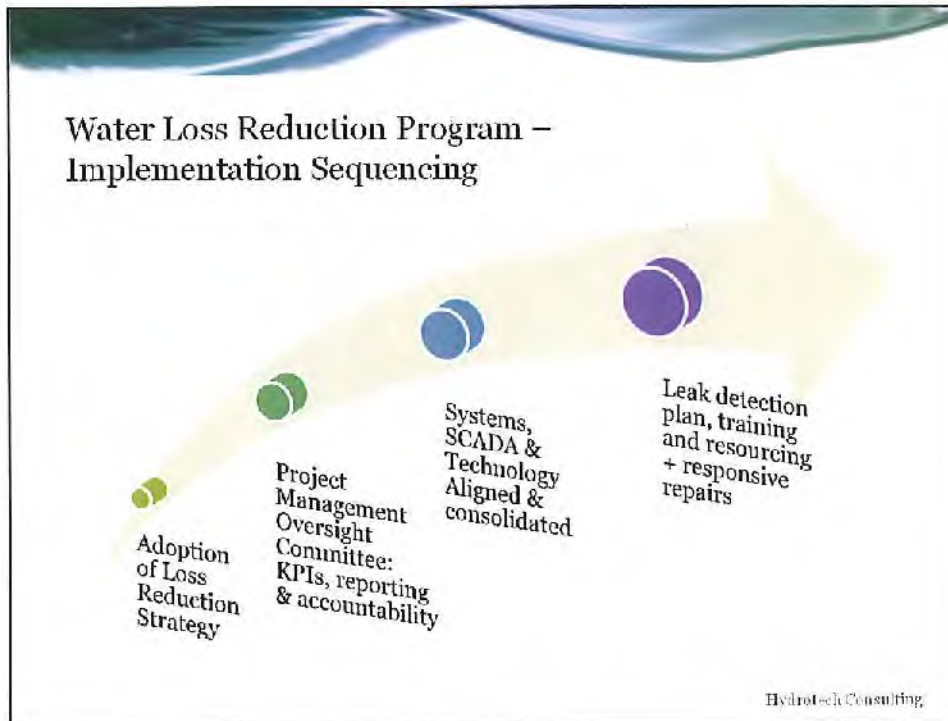 Water Loss Reduction Program –
Implementation Sequencing
Adoption
of Loss
Reduction
Strategy
Project
Management
Oversight
Committee:
KPIs, reporting
& accountability
Systems,
SCADA &
Technology
Aligned &
consolidated
Leak detection
plan, training
and resourcing
+ responsive
repairs
Hydrotech Consulting